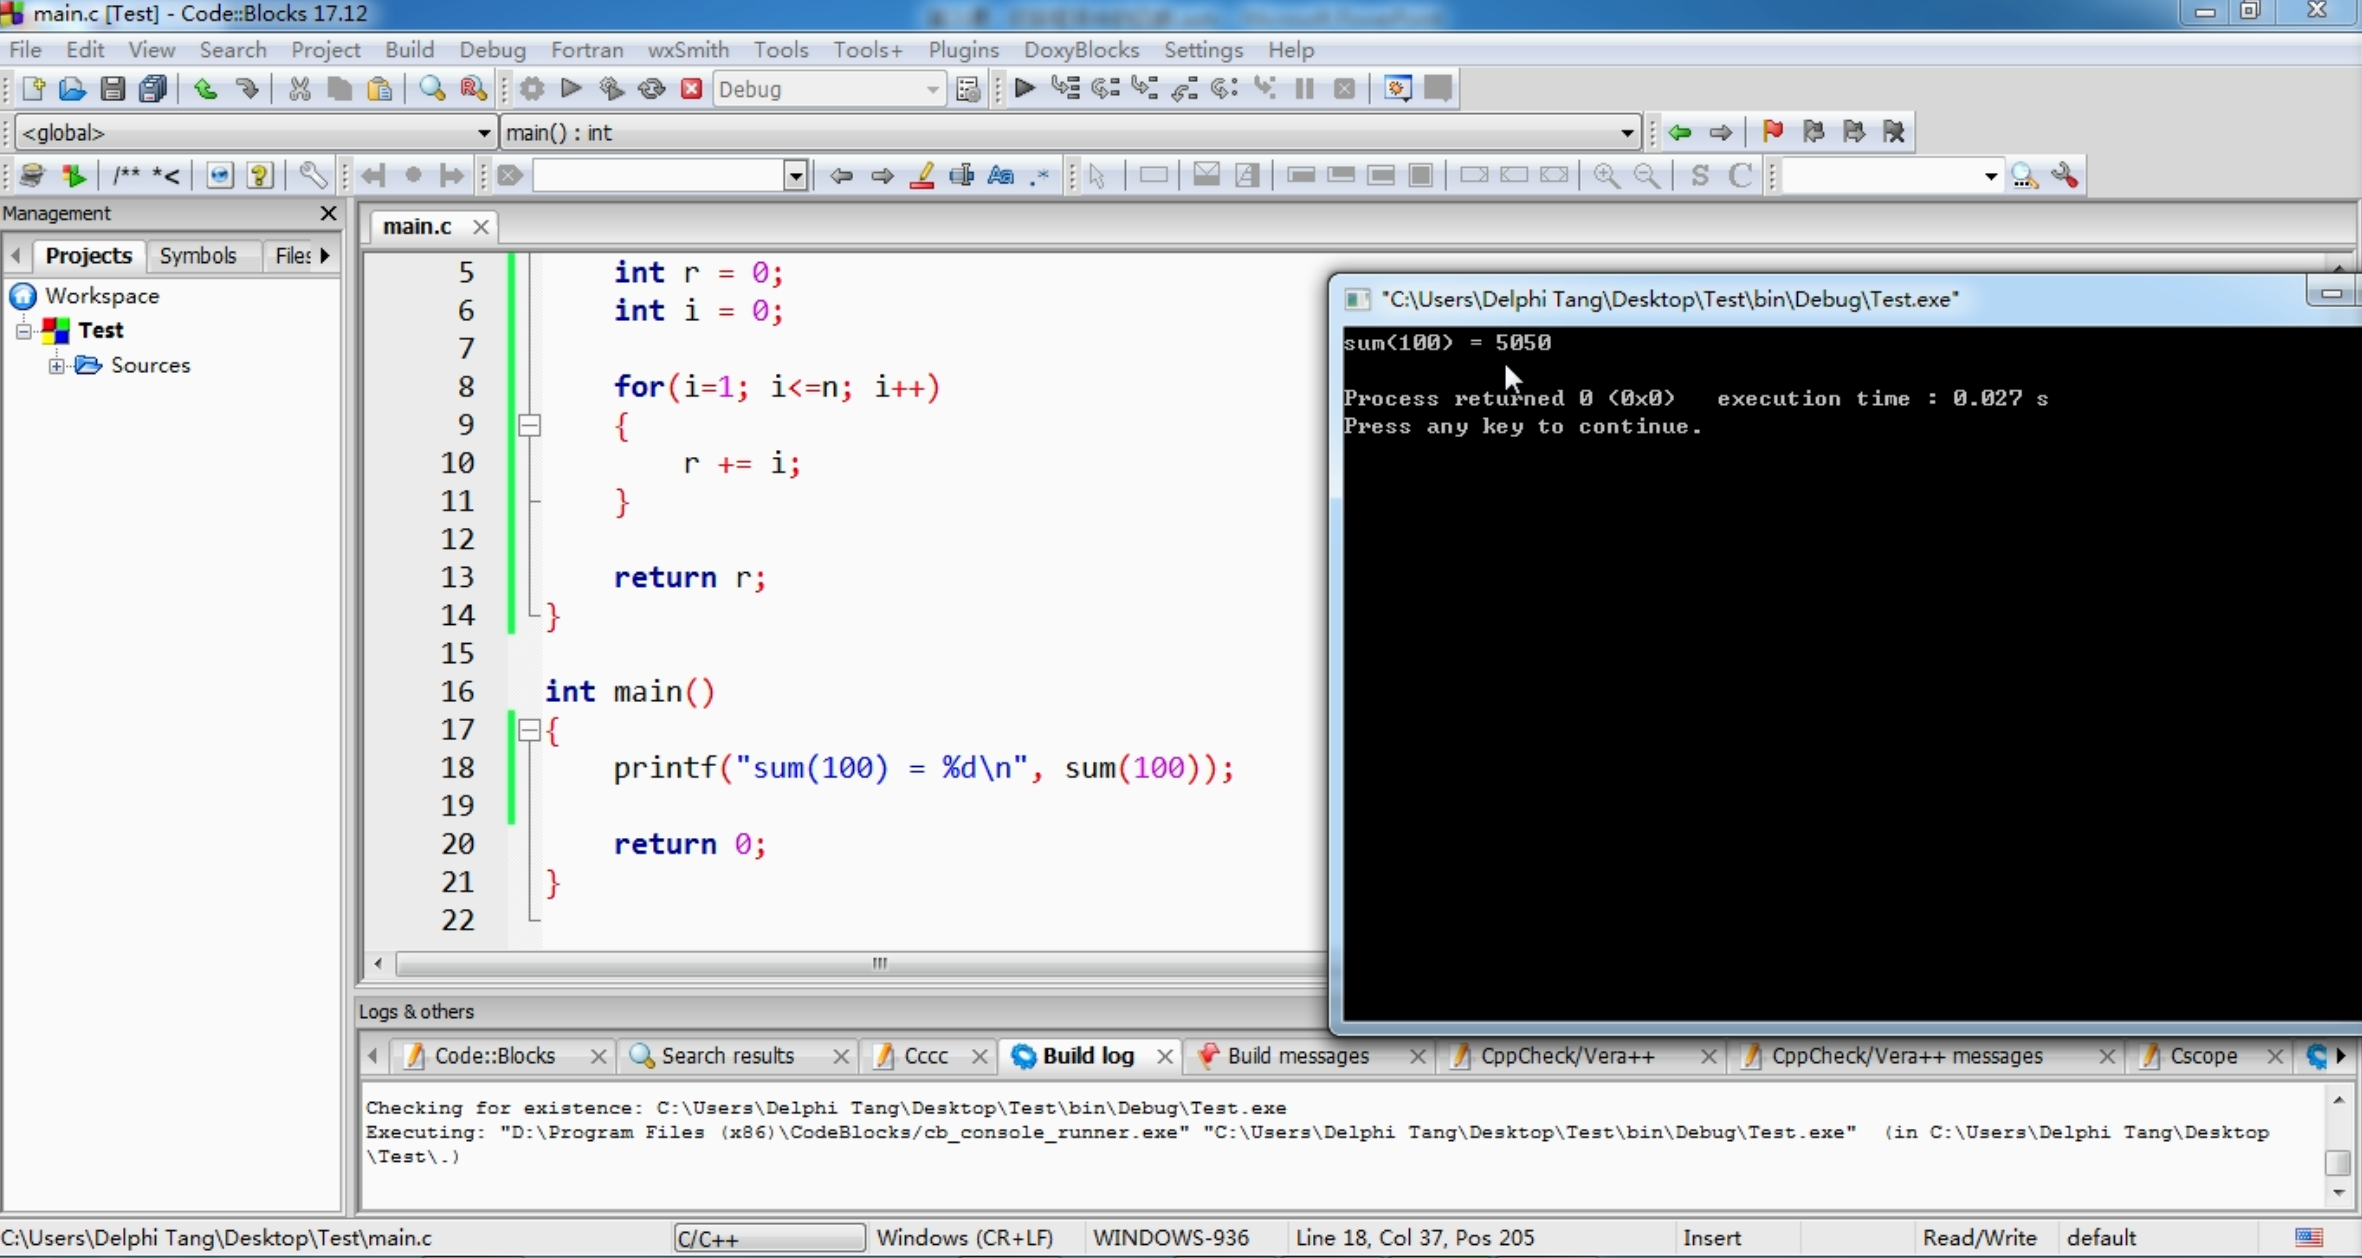 main.c [Test] - Code::Blocks 17.12
File Edit View Search Project Build Debug Fortran wxSmith Tools Tools+ Plugins DoxyBlocks Settings Help
Debug
<global> main() : int
/** *<
S C
Management
main.c
Projects Symbols Files
Workspace
Test
Sources
5 int r = 0;
6 int i = 0;
7
8 for(i=1; i<=n; i++)
9 {
10 r += i;
11 }
12
13 return r;
14 }
15
16 int main()
17 {
18 printf("sum(100) = %d\n", sum(100));
19
20 return 0;
21 }
22
"C:\Users\Delphi Tang\Desktop\Test\bin\Debug\Test.exe"
sum(100) = 5050
Process returned 0 (0x0) execution time : 0.027 s
Press any key to continue.
Logs & others
Code::Blocks Search results Cccc Build log Build messages CppCheck/Vera++ CppCheck/Vera++ messages Cscope
Checking for existence: C:\Users\Delphi Tang\Desktop\Test\bin\Debug\Test.exe
Executing: "D:\Program Files (x86)\CodeBlocks/cb_console_runner.exe" "C:\Users\Delphi Tang\Desktop\Test\bin\Debug\Test.exe" (in C:\Users\Delphi Tang\Desktop
\Test\.)
C:\Users\Delphi Tang\Desktop\Test\main.c C/C++ Windows (CR+LF) WINDOWS-936 Line 18, Col 37, Pos 205 Insert Read/Write default